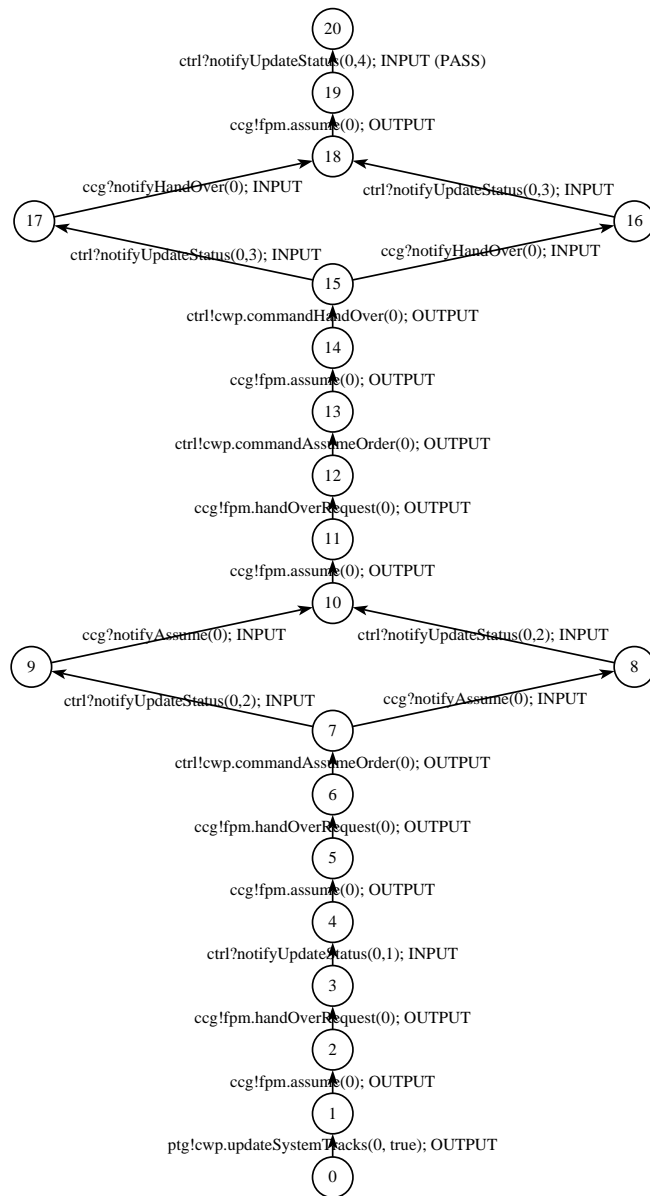 20
ctrl?notifyUpdateStatus(0,4); INPUT (PASS)
19
ccg!fpm.assume(0); OUTPUT
18
ccg?notifyHandOver(0); INPUT
ctrl?notifyUpdateStatus(0,3); INPUT
17
16
ctrl?notifyUpdateStatus(0,3); INPUT
ccg?notifyHandOver(0); INPUT
15
ctrl!cwp.commandHandOver(0); OUTPUT
14
ccg!fpm.assume(0); OUTPUT
13
ctrl!cwp.commandAssumeOrder(0); OUTPUT
12
ccg!fpm.handOverRequest(0); OUTPUT
11
ccg!fpm.assume(0); OUTPUT
10
ccg?notifyAssume(0); INPUT
ctrl?notifyUpdateStatus(0,2); INPUT
9
8
ctrl?notifyUpdateStatus(0,2); INPUT
ccg?notifyAssume(0); INPUT
7
ctrl!cwp.commandAssumeOrder(0); OUTPUT
6
ccg!fpm.handOverRequest(0); OUTPUT
5
ccg!fpm.assume(0); OUTPUT
4
ctrl?notifyUpdateStatus(0,1); INPUT
3
ccg!fpm.handOverRequest(0); OUTPUT
2
ccg!fpm.assume(0); OUTPUT
1
ptg!cwp.updateSystemTracks(0, true); OUTPUT
0